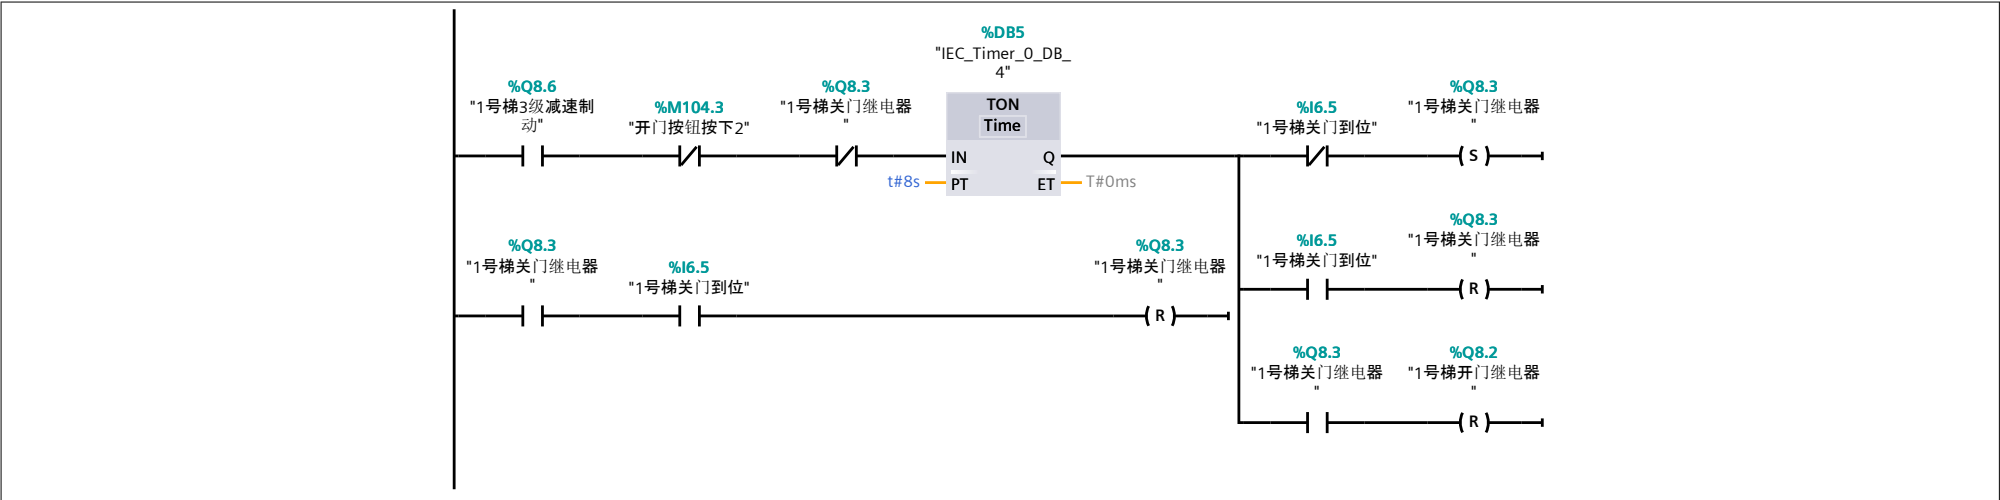 %DB5
"IEC_Timer_0_DB_
4"
%Q8.6
"1号梯3级减速制
动"
%M104.3
"开门按钮按下2"
%Q8.3
"1号梯关门继电器
"
TON
Time
IN
Q
t#8s
PT
ET
T#0ms
%I6.5
"1号梯关门到位"
%Q8.3
"1号梯关门继电器
"
S
%I6.5
"1号梯关门到位"
%Q8.3
"1号梯关门继电器
"
R
%Q8.3
"1号梯关门继电器
"
%Q8.2
"1号梯开门继电器
"
R
%Q8.3
"1号梯关门继电器
"
%I6.5
"1号梯关门到位"
%Q8.3
"1号梯关门继电器
"
R